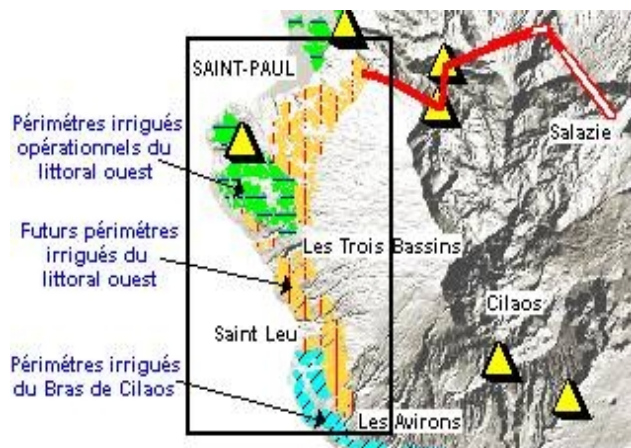 SAINT-PAUL
Périmètres irrigués
opérationnels du
littoral ouest
Salazie
Futurs périmètres
irrigués du
littoral ouest
Les Trois Bassins
Cilaos
Saint Leu
Périmètres irrigués
du Bras de Cilaos
Les Avirons